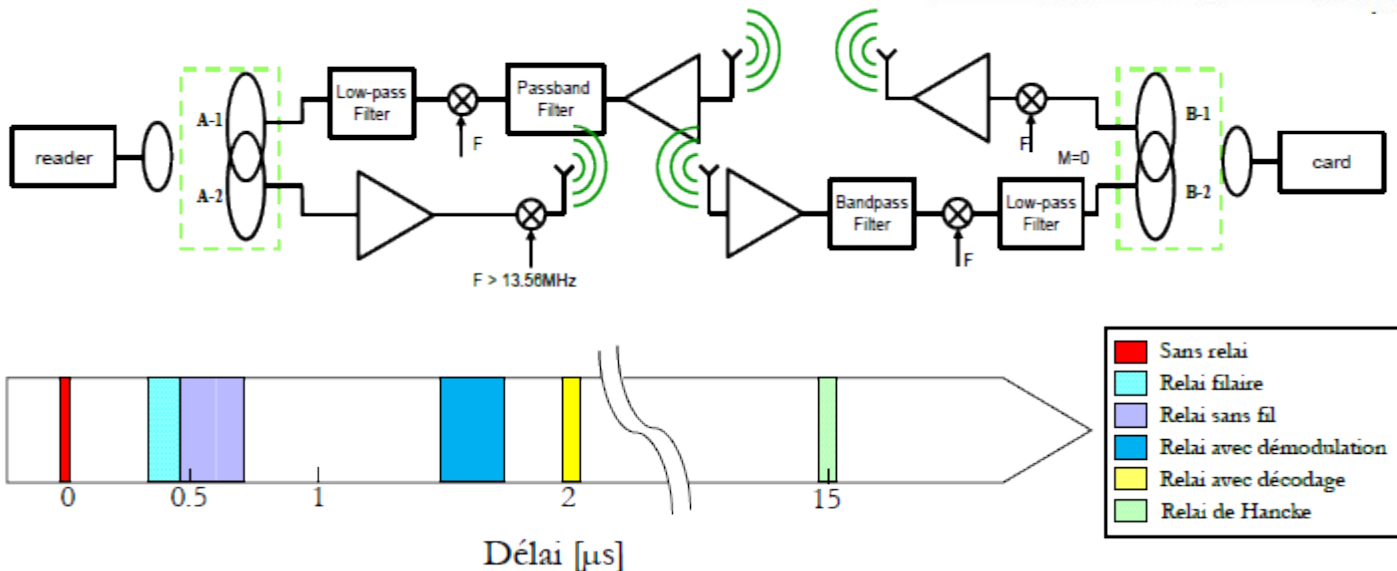 reader
A-1
A-2
Low-pass
Filter
F
Passband
Filter
F > 13.56MHz
F
M=0
Bandpass
Filter
F
Low-pass
Filter
B-1
B-2
card
0
0.5
1
2
15
Délai [µs]
Sans relai
Relai filaire
Relai sans fil
Relai avec démodulation
Relai avec décodage
Relai de Hancke